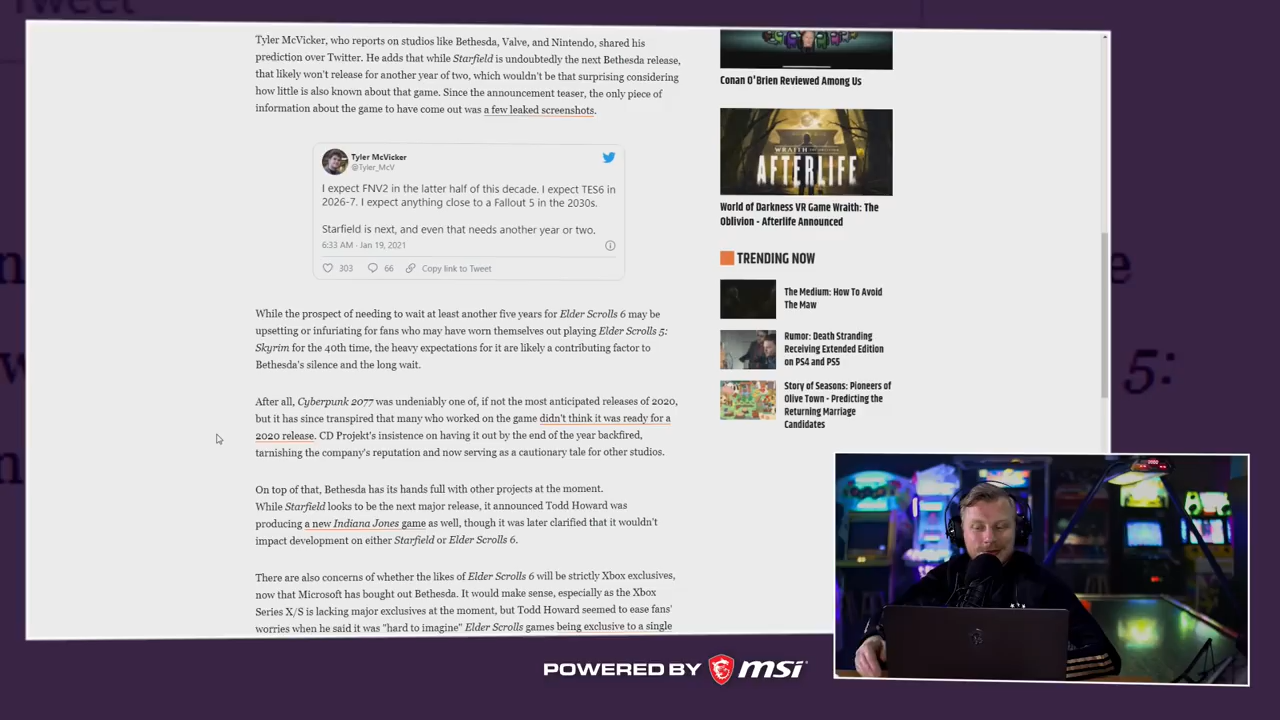 Tweet
Tyler McVicker, who reports on studios like Bethesda, Valve, and Nintendo, shared his
prediction over Twitter. He adds that while Starfield is undoubtedly the next Bethesda release,
that likely won't release for another year of two, which wouldn't be that surprising considering
how little is also known about that game. Since the announcement teaser, the only piece of
information about the game to have come out was a few leaked screenshots.
Tyler McVicker
@Tyler_McV
I expect FNV2 in the latter half of this decade. I expect TES6 in
2026-7. I expect anything close to a Fallout 5 in the 2030s.
Starfield is next, and even that needs another year or two.
6:33 AM · Jan 19, 2021
303 66 Copy link to Tweet
While the prospect of needing to wait at least another five years for Elder Scrolls 6 may be
upsetting or infuriating for fans who may have worn themselves out playing Elder Scrolls 5:
Skyrim for the 40th time, the heavy expectations for it are likely a contributing factor to
Bethesda's silence and the long wait.
After all, Cyberpunk 2077 was undeniably one of, if not the most anticipated releases of 2020,
but it has since transpired that many who worked on the game didn't think it was ready for a
2020 release. CD Projekt's insistence on having it out by the end of the year backfired,
tarnishing the company's reputation and now serving as a cautionary tale for other studios.
On top of that, Bethesda has its hands full with other projects at the moment.
While Starfield looks to be the next major release, it announced Todd Howard was
producing a new Indiana Jones game as well, though it was later clarified that it wouldn't
impact development on either Starfield or Elder Scrolls 6.
There are also concerns of whether the likes of Elder Scrolls 6 will be strictly Xbox exclusives,
now that Microsoft has bought out Bethesda. It would make sense, especially as the Xbox
Series X/S is lacking major exclusives at the moment, but Todd Howard seemed to ease fans'
worries when he said it was "hard to imagine" Elder Scrolls games being exclusive to a single
Conan O'Brien Reviewed Among Us
WRAITH
AFTERLIFE
World of Darkness VR Game Wraith: The
Oblivion - Afterlife Announced
TRENDING NOW
The Medium: How To Avoid
The Maw
Rumor: Death Stranding
Receiving Extended Edition
on PS4 and PS5
Story of Seasons: Pioneers of
Olive Town - Predicting the
Returning Marriage
Candidates
5:
POWERED BY msi